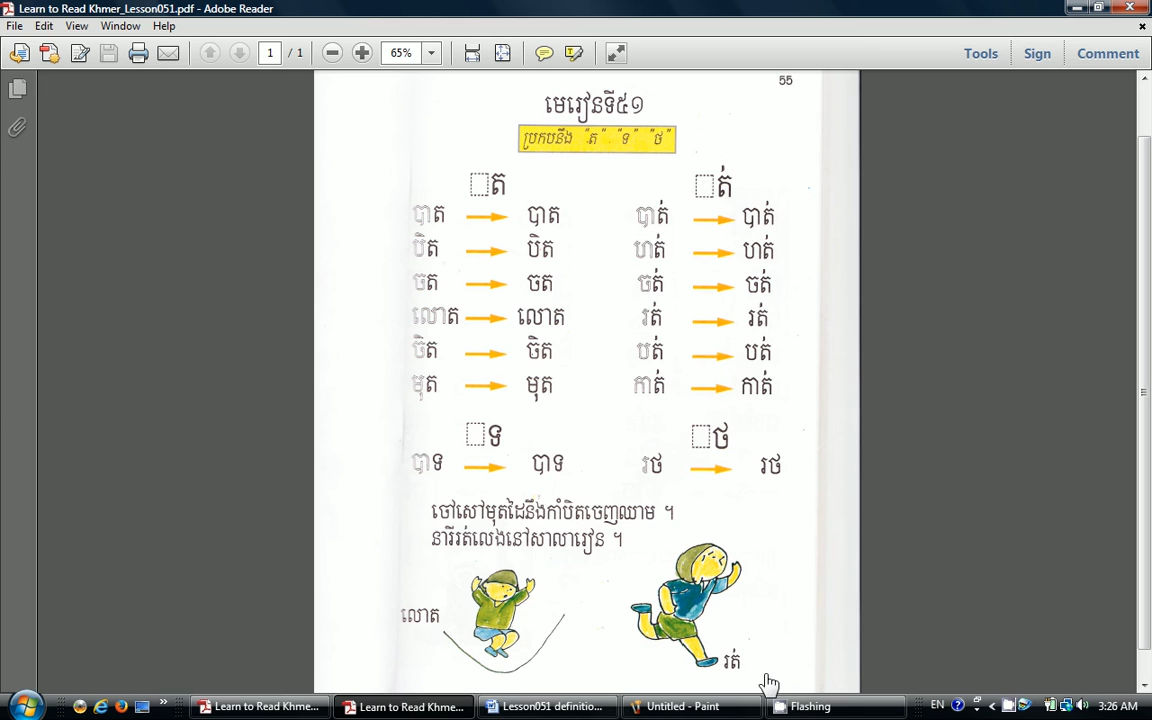 Learn to Read Khmer_Lesson051.pdf - Adobe Reader
File Edit View Window Help
1 / 1 65% Tools Sign Comment
55
មេរៀនទី៥១
ប្រកបនឹង "ត" "ទ" "ថ"
ត ត់
បាត បាត បាត់ បាត់
បិត បិត ហត់ ហត់
ចត ចត ចត់ ចត់
លោត លោត រត់ រត់
ចិត ចិត បត់ បត់
មុត មុត កាត់ កាត់
ទ ថ
បាទ បាទ រថ រថ
ចៅសៅមុតដៃនឹងកាំបិតចេញឈាម ។
នារីរត់លេងនៅសាលារៀន ។
លោត
រត់
Learn to Read Khme... Learn to Read Khme... Lesson051 definitio... Untitled - Paint Flashing EN 3:26 AM